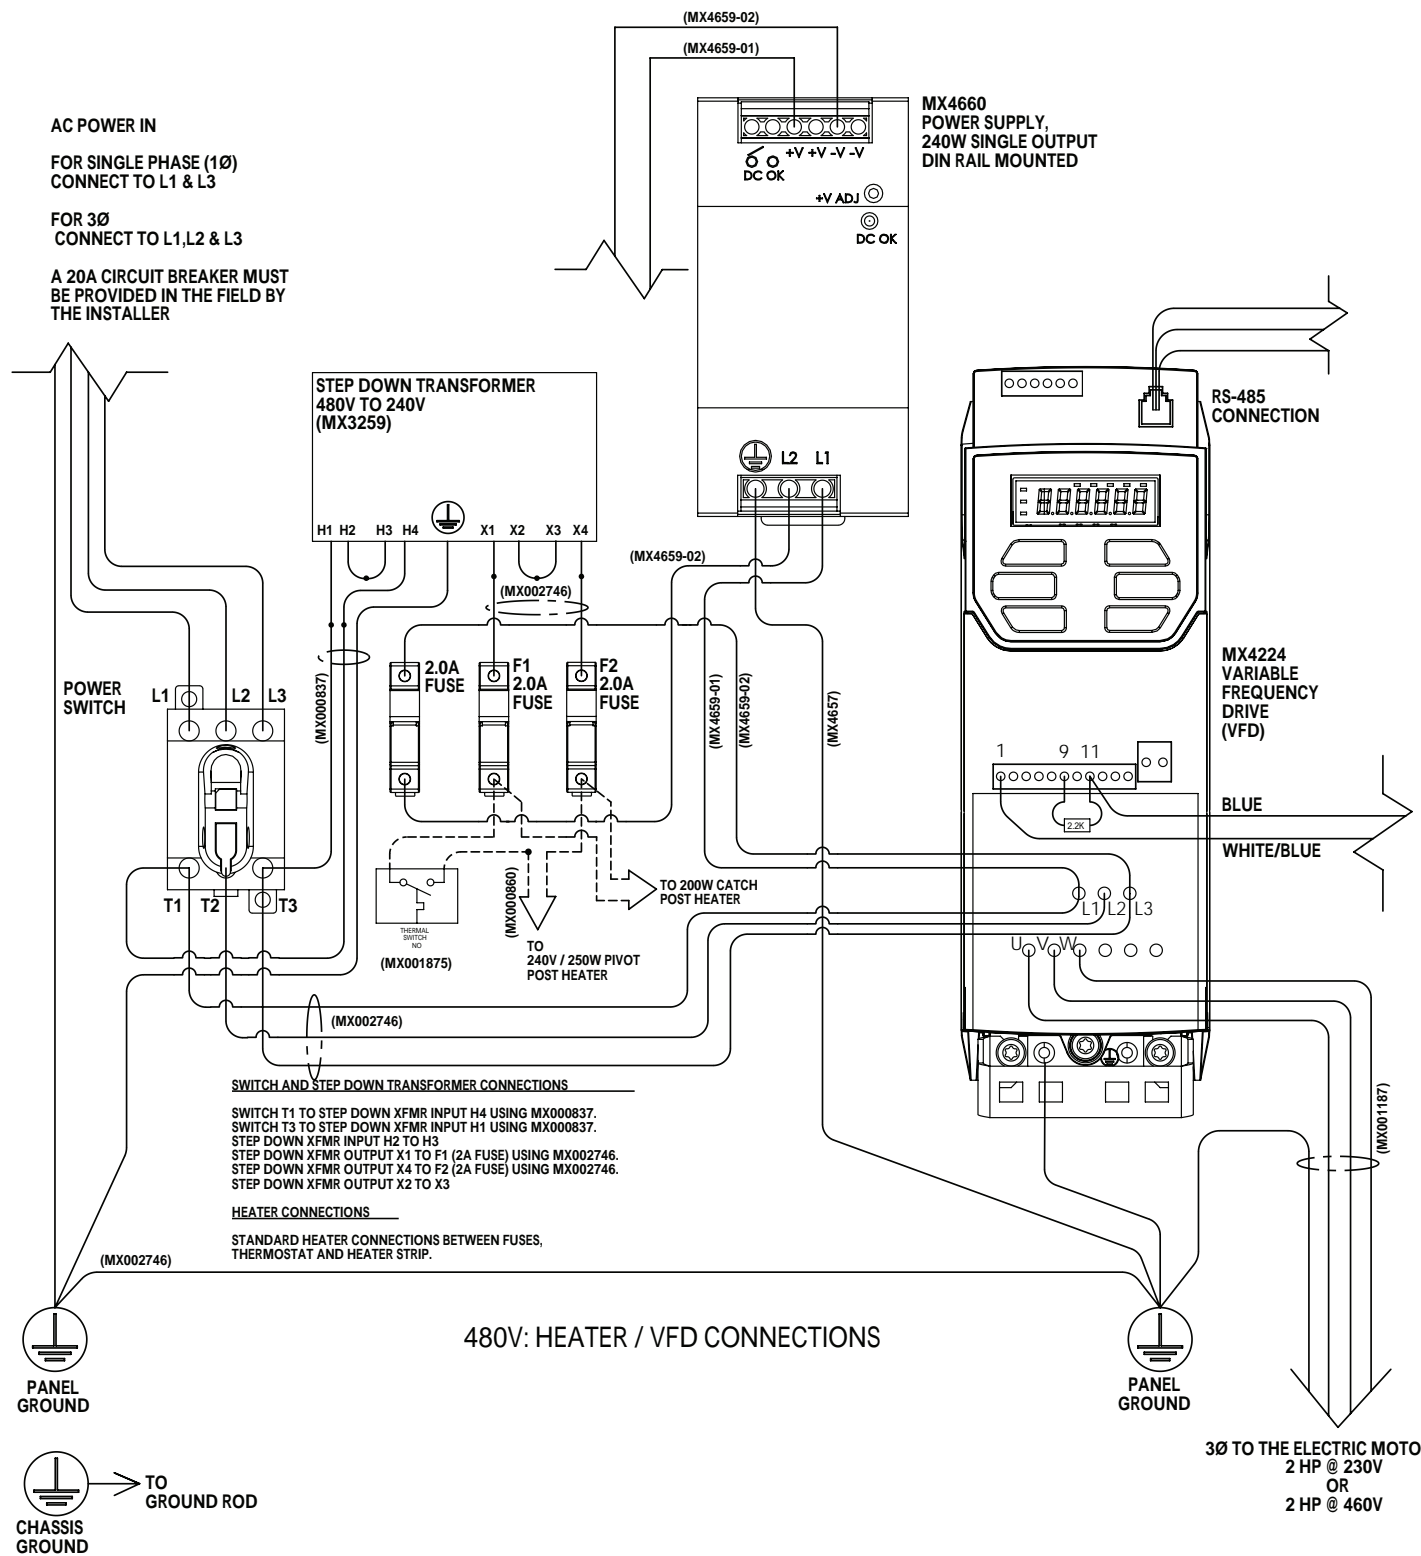 (MX4659-02)
(MX4659-01)
AC POWER IN
FOR SINGLE PHASE (1Ø)
CONNECT TO L1 & L3
FOR 3Ø
CONNECT TO L1,L2 & L3
A 20A CIRCUIT BREAKER MUST
BE PROVIDED IN THE FIELD BY
THE INSTALLER
MX4660
POWER SUPPLY,
240W SINGLE OUTPUT
DIN RAIL MOUNTED
+V +V -V -V
DC OK
+V ADJ
DC OK
L2 L1
STEP DOWN TRANSFORMER
480V TO 240V
(MX3259)
H1 H2 H3 H4 X1 X2 X3 X4
RS-485
CONNECTION
(MX4659-02)
(MX002746)
POWER
SWITCH
L1 L2 L3
(MX000837)
2.0A
FUSE
F1
2.0A
FUSE
F2
2.0A
FUSE
(MX4659-01)
(MX4659-02)
(MX4657)
MX4224
VARIABLE
FREQUENCY
DRIVE
(VFD)
1 9 11
2.2K
BLUE
WHITE/BLUE
T1 T2 T3
THERMAL
SWITCH
NO
(MX001875)
(MX000860)
TO 200W CATCH
POST HEATER
TO
240V / 250W PIVOT
POST HEATER
L1 L2 L3
U V W
(MX002746)
(MX001187)
SWITCH AND STEP DOWN TRANSFORMER CONNECTIONS
SWITCH T1 TO STEP DOWN XFMR INPUT H4 USING MX000837.
SWITCH T3 TO STEP DOWN XFMR INPUT H1 USING MX000837.
STEP DOWN XFMR INPUT H2 TO H3
STEP DOWN XFMR OUTPUT X1 TO F1 (2A FUSE) USING MX002746.
STEP DOWN XFMR OUTPUT X4 TO F2 (2A FUSE) USING MX002746.
STEP DOWN XFMR OUTPUT X2 TO X3
HEATER CONNECTIONS
STANDARD HEATER CONNECTIONS BETWEEN FUSES,
THERMOSTAT AND HEATER STRIP.
(MX002746)
480V: HEATER / VFD CONNECTIONS
PANEL
GROUND
PANEL
GROUND
TO
GROUND ROD
CHASSIS
GROUND
3Ø TO THE ELECTRIC MOTO
2 HP @ 230V
OR
2 HP @ 460V